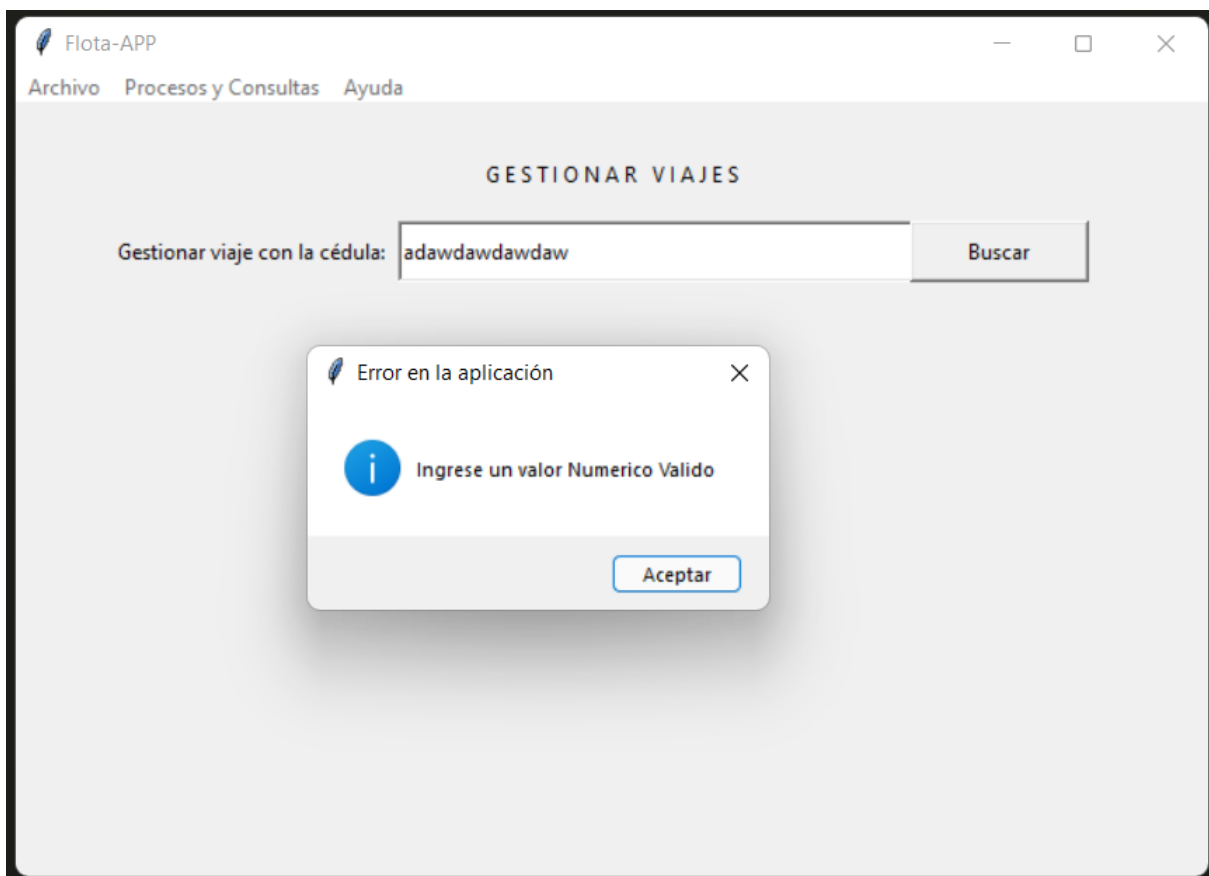 Flota-APP
Archivo Procesos y Consultas Ayuda
GESTIONAR VIAJES
Gestionar viaje con la cédula: adawdawdawdaw Buscar
Error en la aplicación
Ingrese un valor Numerico Valido
Aceptar